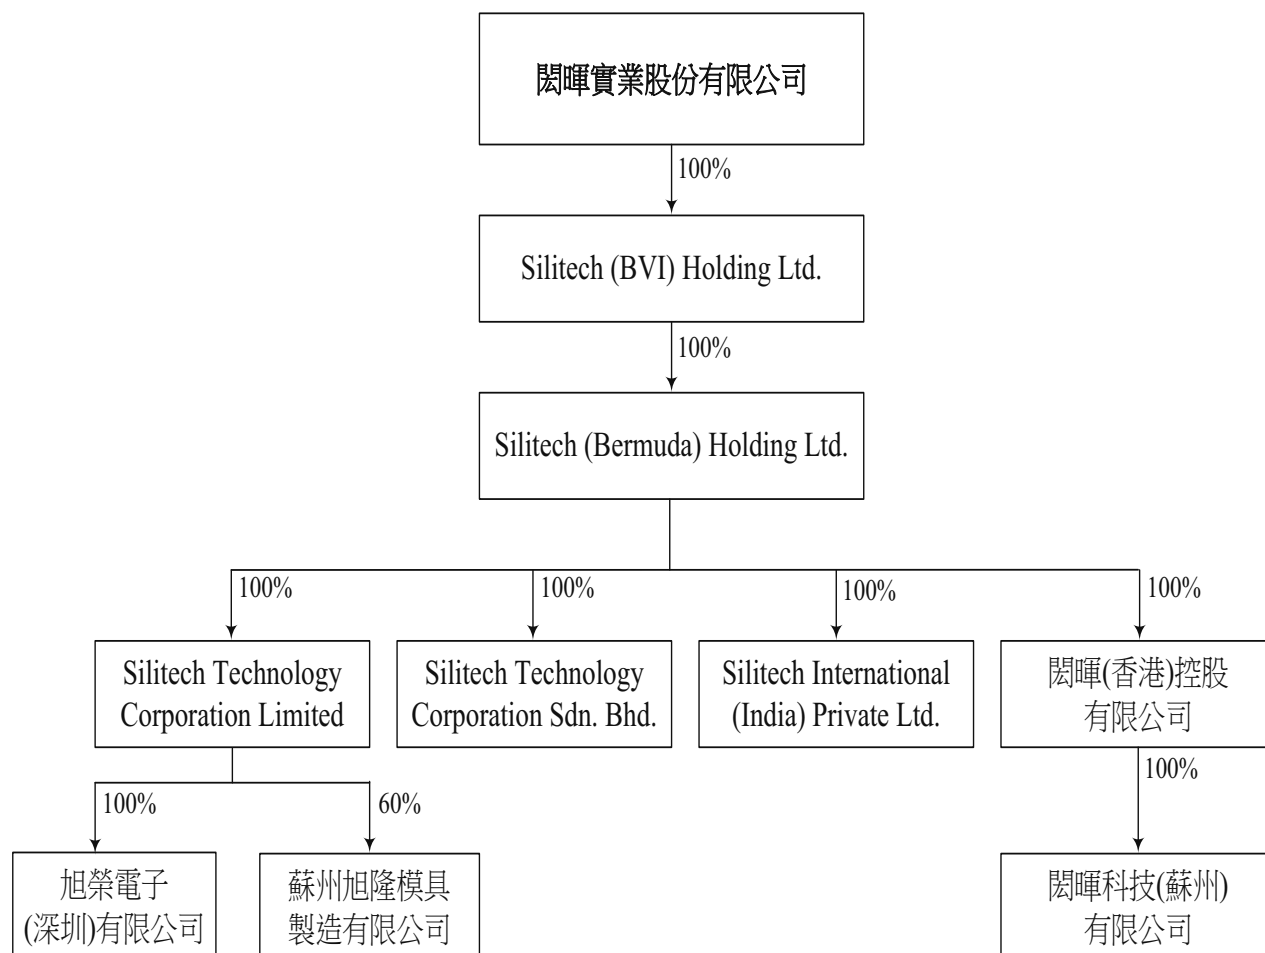 閎暉實業股份有限公司
100%
Silitech (BVI) Holding Ltd.
100%
Silitech (Bermuda) Holding Ltd.
100%
100%
100%
100%
Silitech Technology
Corporation Limited
Silitech Technology
Corporation Sdn. Bhd.
Silitech International
(India) Private Ltd.
閎暉(香港)控股
有限公司
100%
60%
100%
旭榮電子
(深圳)有限公司
蘇州旭隆模具
製造有限公司
閎暉科技(蘇州)
有限公司